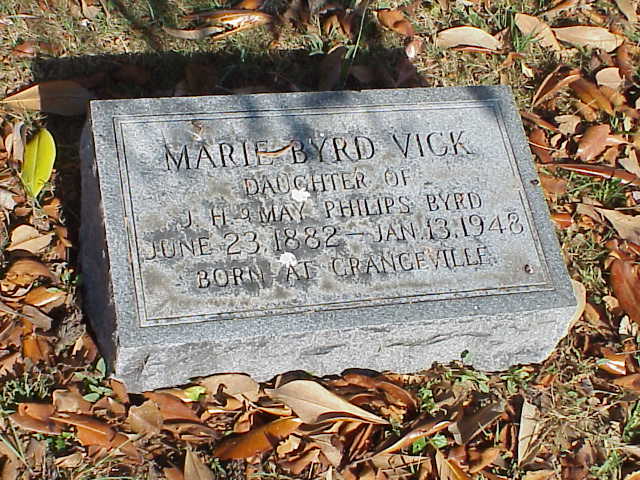 MARIE BYRD VICK
DAUGHTER OF
J. H. & MAY PHILIPS BYRD
JUNE 23, 1882 - JAN. 13, 1948
BORN AT GRANGEVILLE